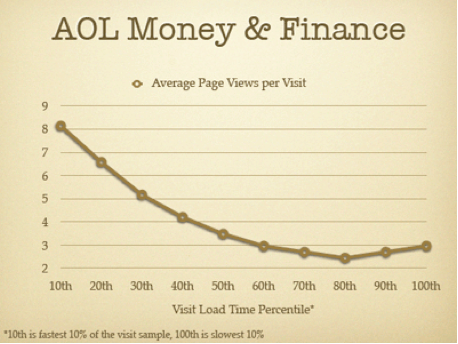 AOL Money & Finance
Average Page Views per Visit
9
8
7
6
5
4
3
2
10th 20th 30th 40th 50th 60th 70th 80th 90th 100th
Visit Load Time Percentile*
*10th is fastest 10% of the visit sample, 100th is slowest 10%